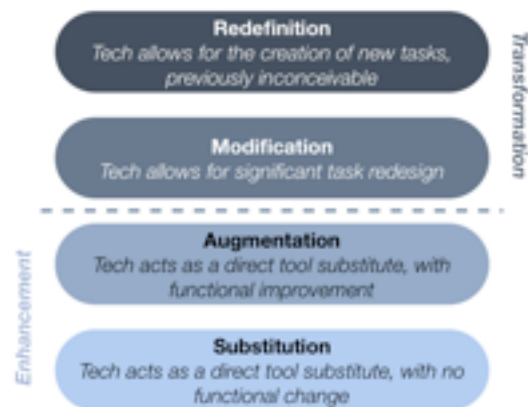 Redefinition
Tech allows for the creation of new tasks,
previously inconceivable
Transformation
Modification
Tech allows for significant task redesign
Augmentation
Tech acts as a direct tool substitute, with
functional improvement
Enhancement
Substitution
Tech acts as a direct tool substitute, with no
functional change